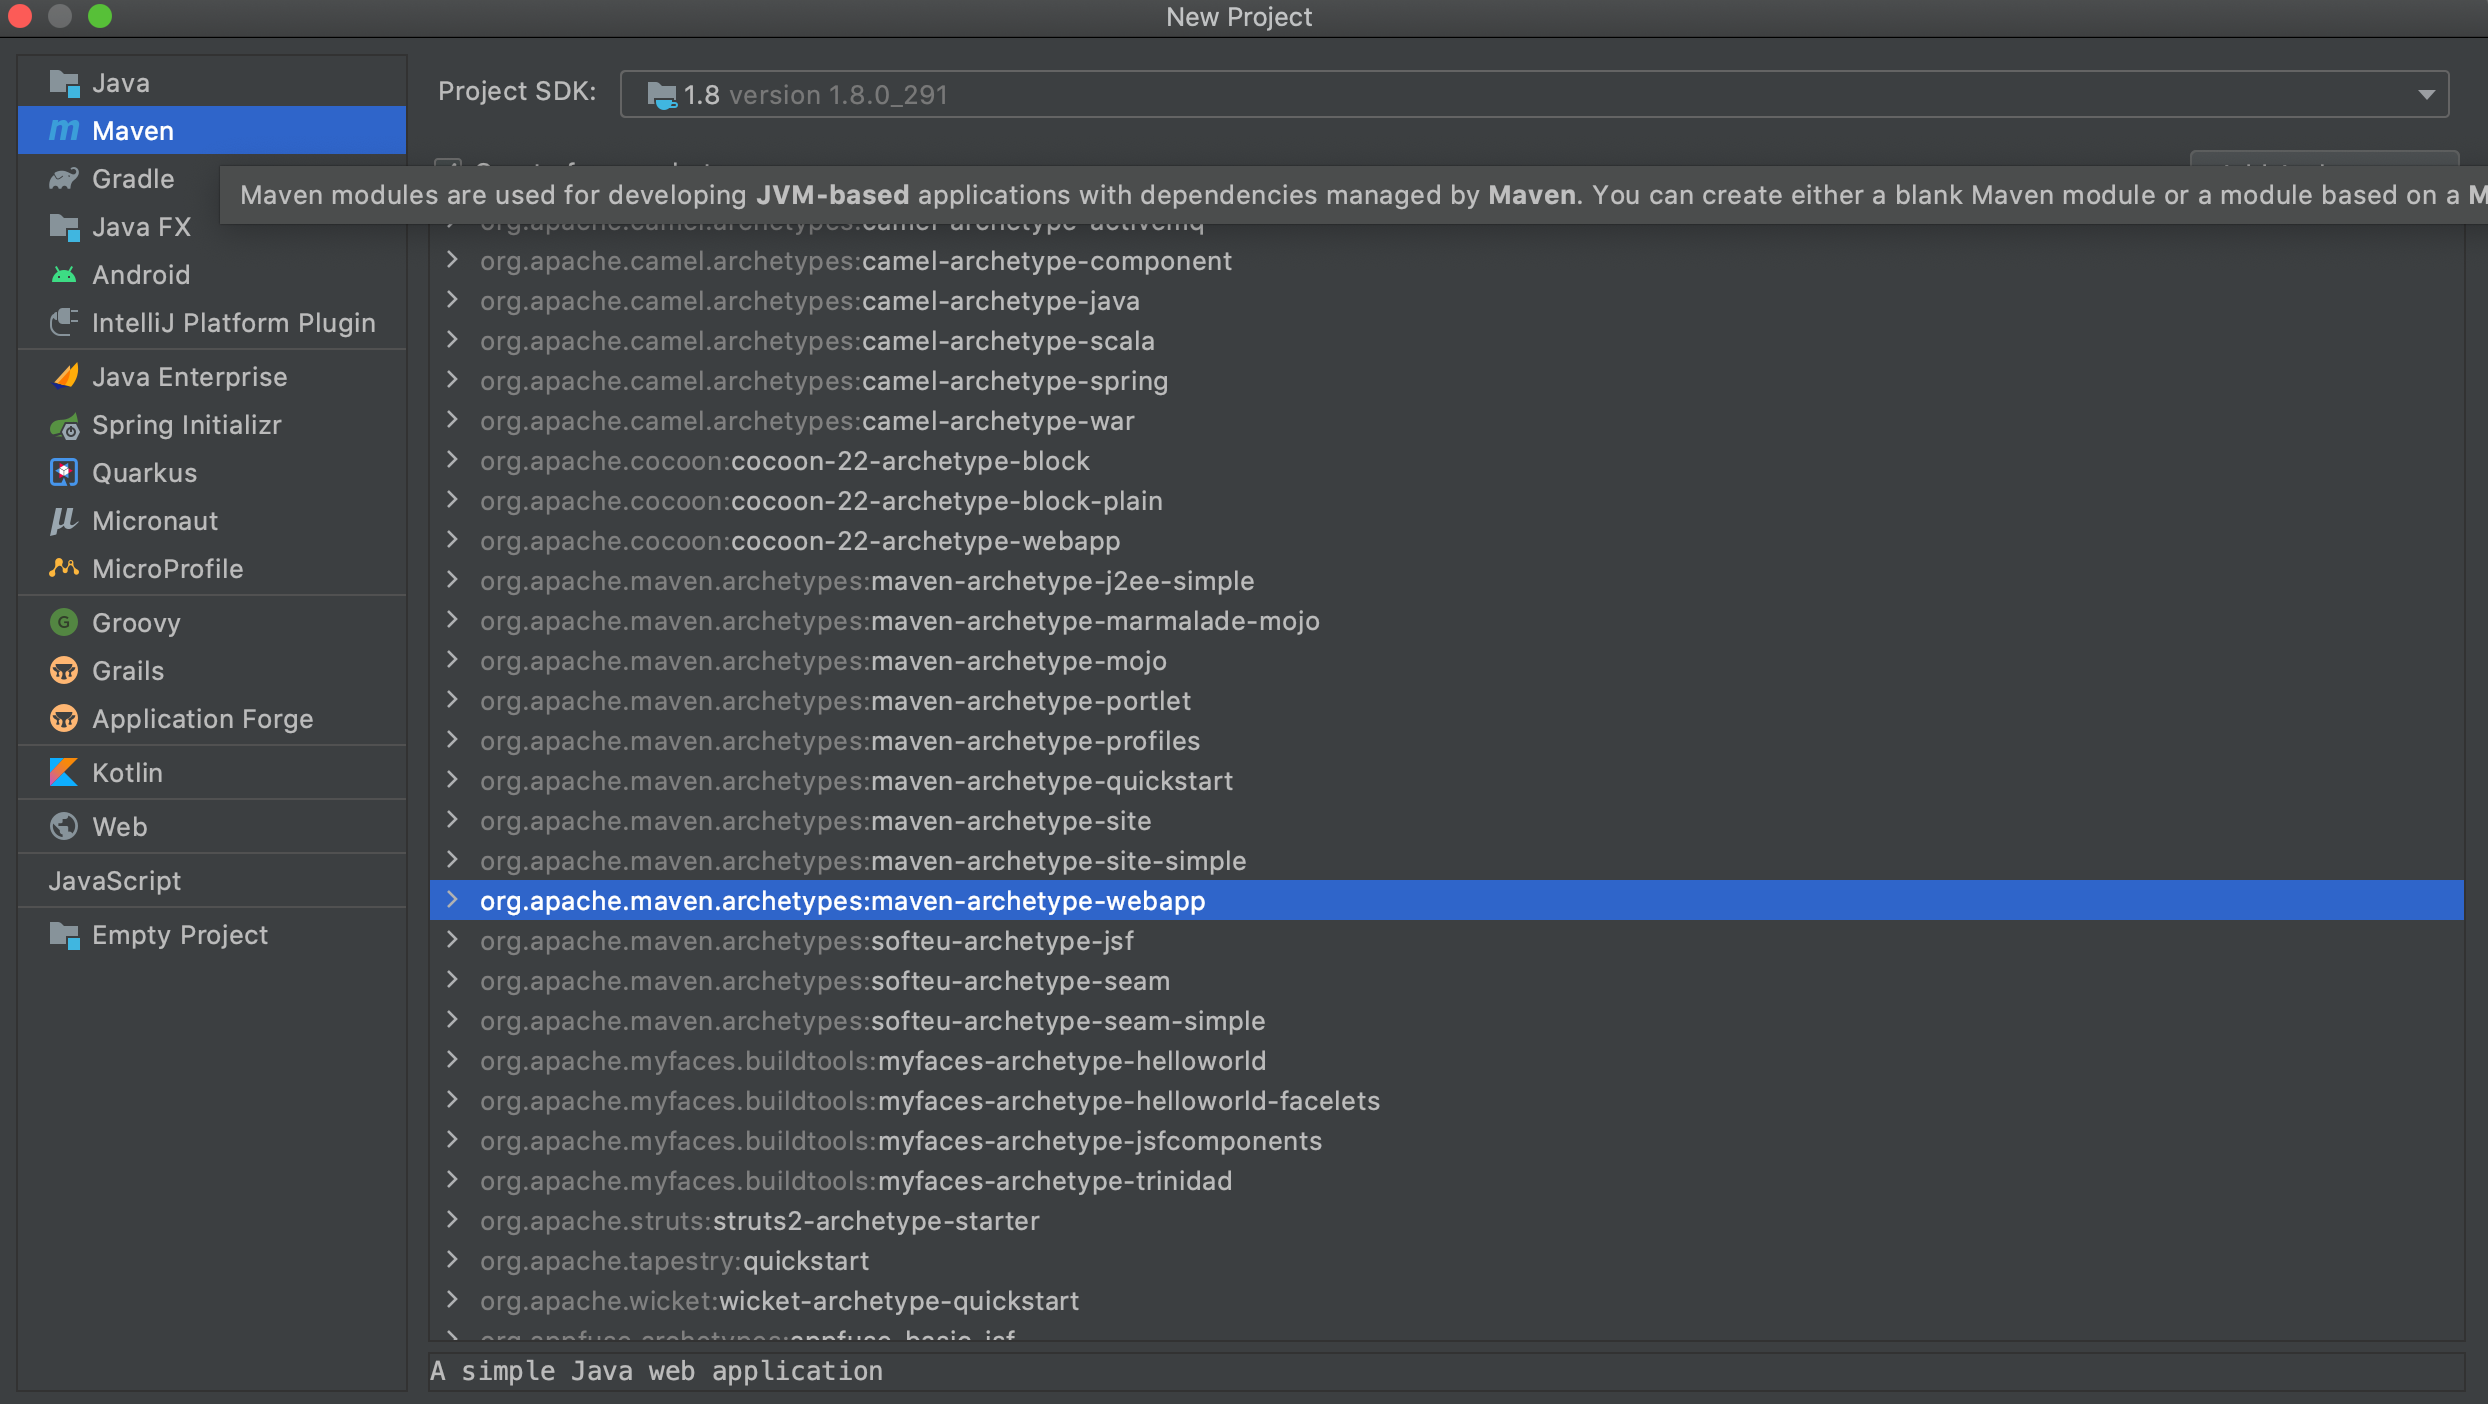 New Project
Java
Maven
Gradle
Java FX
Android
IntelliJ Platform Plugin
Java Enterprise
Spring Initializr
Quarkus
Micronaut
MicroProfile
Groovy
Grails
Application Forge
Kotlin
Web
JavaScript
Empty Project
Project SDK: 1.8 version 1.8.0_291
Maven modules are used for developing JVM-based applications with dependencies managed by Maven. You can create either a blank Maven module or a module based on a
org.apache.camel.archetypes:camel-archetype-activemq
org.apache.camel.archetypes:camel-archetype-component
org.apache.camel.archetypes:camel-archetype-java
org.apache.camel.archetypes:camel-archetype-scala
org.apache.camel.archetypes:camel-archetype-spring
org.apache.camel.archetypes:camel-archetype-war
org.apache.cocoon:cocoon-22-archetype-block
org.apache.cocoon:cocoon-22-archetype-block-plain
org.apache.cocoon:cocoon-22-archetype-webapp
org.apache.maven.archetypes:maven-archetype-j2ee-simple
org.apache.maven.archetypes:maven-archetype-marmalade-mojo
org.apache.maven.archetypes:maven-archetype-mojo
org.apache.maven.archetypes:maven-archetype-portlet
org.apache.maven.archetypes:maven-archetype-profiles
org.apache.maven.archetypes:maven-archetype-quickstart
org.apache.maven.archetypes:maven-archetype-site
org.apache.maven.archetypes:maven-archetype-site-simple
org.apache.maven.archetypes:maven-archetype-webapp
org.apache.maven.archetypes:softeu-archetype-jsf
org.apache.maven.archetypes:softeu-archetype-seam
org.apache.maven.archetypes:softeu-archetype-seam-simple
org.apache.myfaces.buildtools:myfaces-archetype-helloworld
org.apache.myfaces.buildtools:myfaces-archetype-helloworld-facelets
org.apache.myfaces.buildtools:myfaces-archetype-jsfcomponents
org.apache.myfaces.buildtools:myfaces-archetype-trinidad
org.apache.struts:struts2-archetype-starter
org.apache.tapestry:quickstart
org.apache.wicket:wicket-archetype-quickstart
org.appfuse.archetypes:appfuse-basic-jsf
A simple Java web application